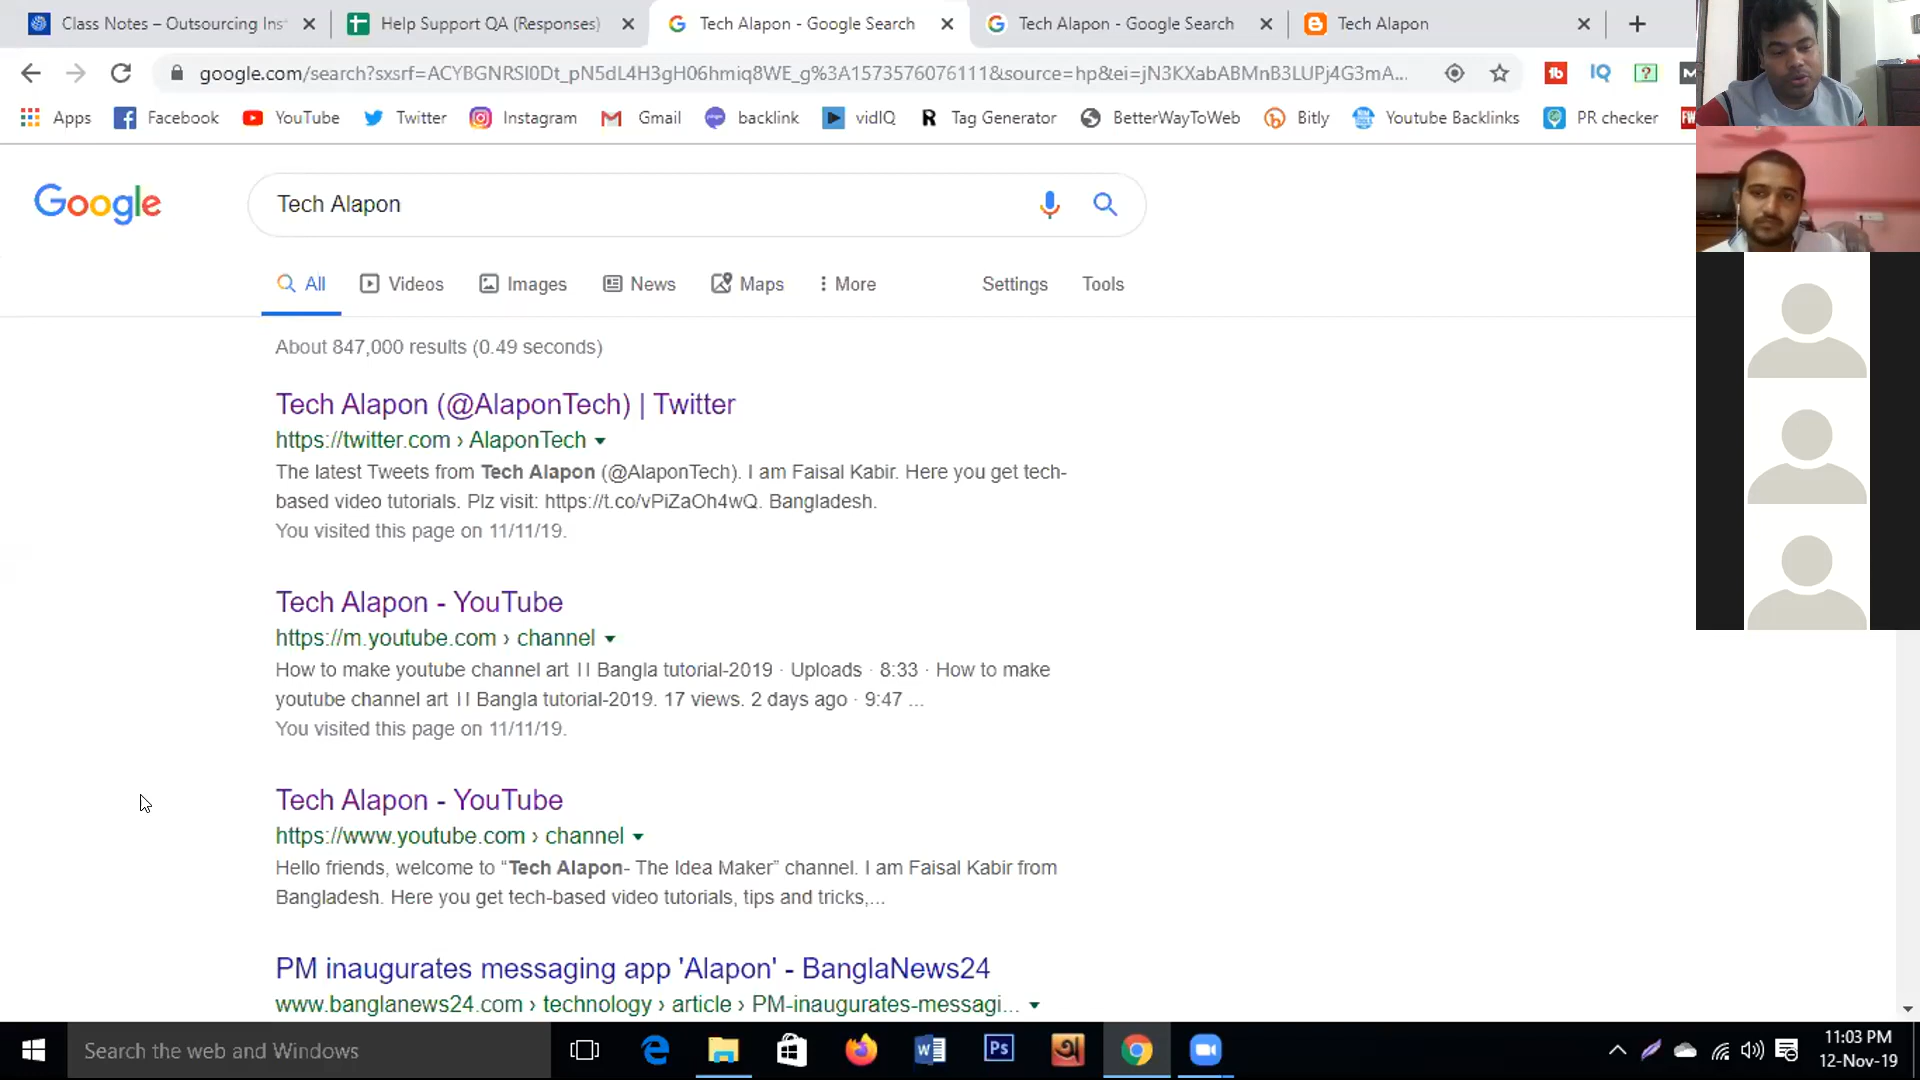 Class Notes – Outsourcing Ins
Help Support QA (Responses)
Tech Alapon - Google Search
Tech Alapon - Google Search
Tech Alapon
google.com/search?sxsrf=ACYBGNRSI0Dt_pN5dL4H3gH06hmiq8WE_g%3A1573576076111&source=hp&ei=jN3KXabABMnB3LUPj4G3mA...
Apps Facebook YouTube Twitter Instagram Gmail backlink vidIQ Tag Generator BetterWayToWeb Bitly Youtube Backlinks PR checker
Google
Tech Alapon
All Videos Images News Maps More Settings Tools
About 847,000 results (0.49 seconds)
Tech Alapon (@AlaponTech) | Twitter
https://twitter.com › AlaponTech
The latest Tweets from Tech Alapon (@AlaponTech). I am Faisal Kabir. Here you get tech-
based video tutorials. Plz visit: https://t.co/vPiZaOh4wQ. Bangladesh.
You visited this page on 11/11/19.
Tech Alapon - YouTube
https://m.youtube.com › channel
How to make youtube channel art II Bangla tutorial-2019 · Uploads · 8:33 · How to make
youtube channel art II Bangla tutorial-2019. 17 views. 2 days ago · 9:47 ...
You visited this page on 11/11/19.
Tech Alapon - YouTube
https://www.youtube.com › channel
Hello friends, welcome to “Tech Alapon- The Idea Maker” channel. I am Faisal Kabir from
Bangladesh. Here you get tech-based video tutorials, tips and tricks,...
PM inaugurates messaging app 'Alapon' - BanglaNews24
www.banglanews24.com › technology › article › PM-inaugurates-messagi...
Search the web and Windows
11:03 PM
12-Nov-19